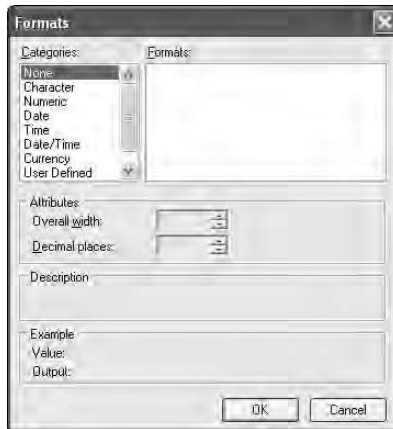 Formats
Categories:
Formats:
None
Character
Numeric
Date
Time
Date/Time
Currency
User Defined
Attributes
Overall width:
Decimal places:
Description
Example
Value:
Output:
OK
Cancel